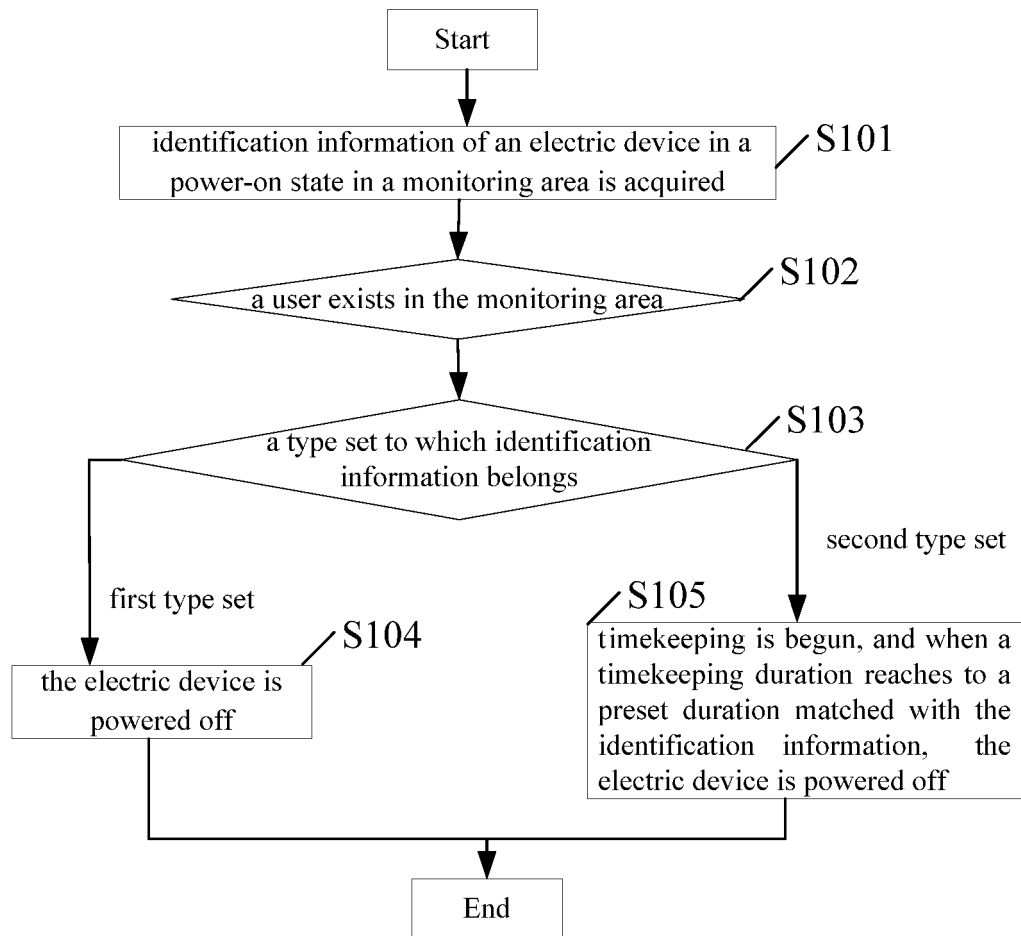 Start
identification information of an electric device in a
power-on state in a monitoring area is acquired
S101
a user exists in the monitoring area
S102
a type set to which identification
information belongs
S103
first type set
second type set
the electric device is
powered off
S104
S105
timekeeping is begun, and when a
timekeeping duration reaches to a
preset duration matched with the
identification information, the
electric device is powered off
End